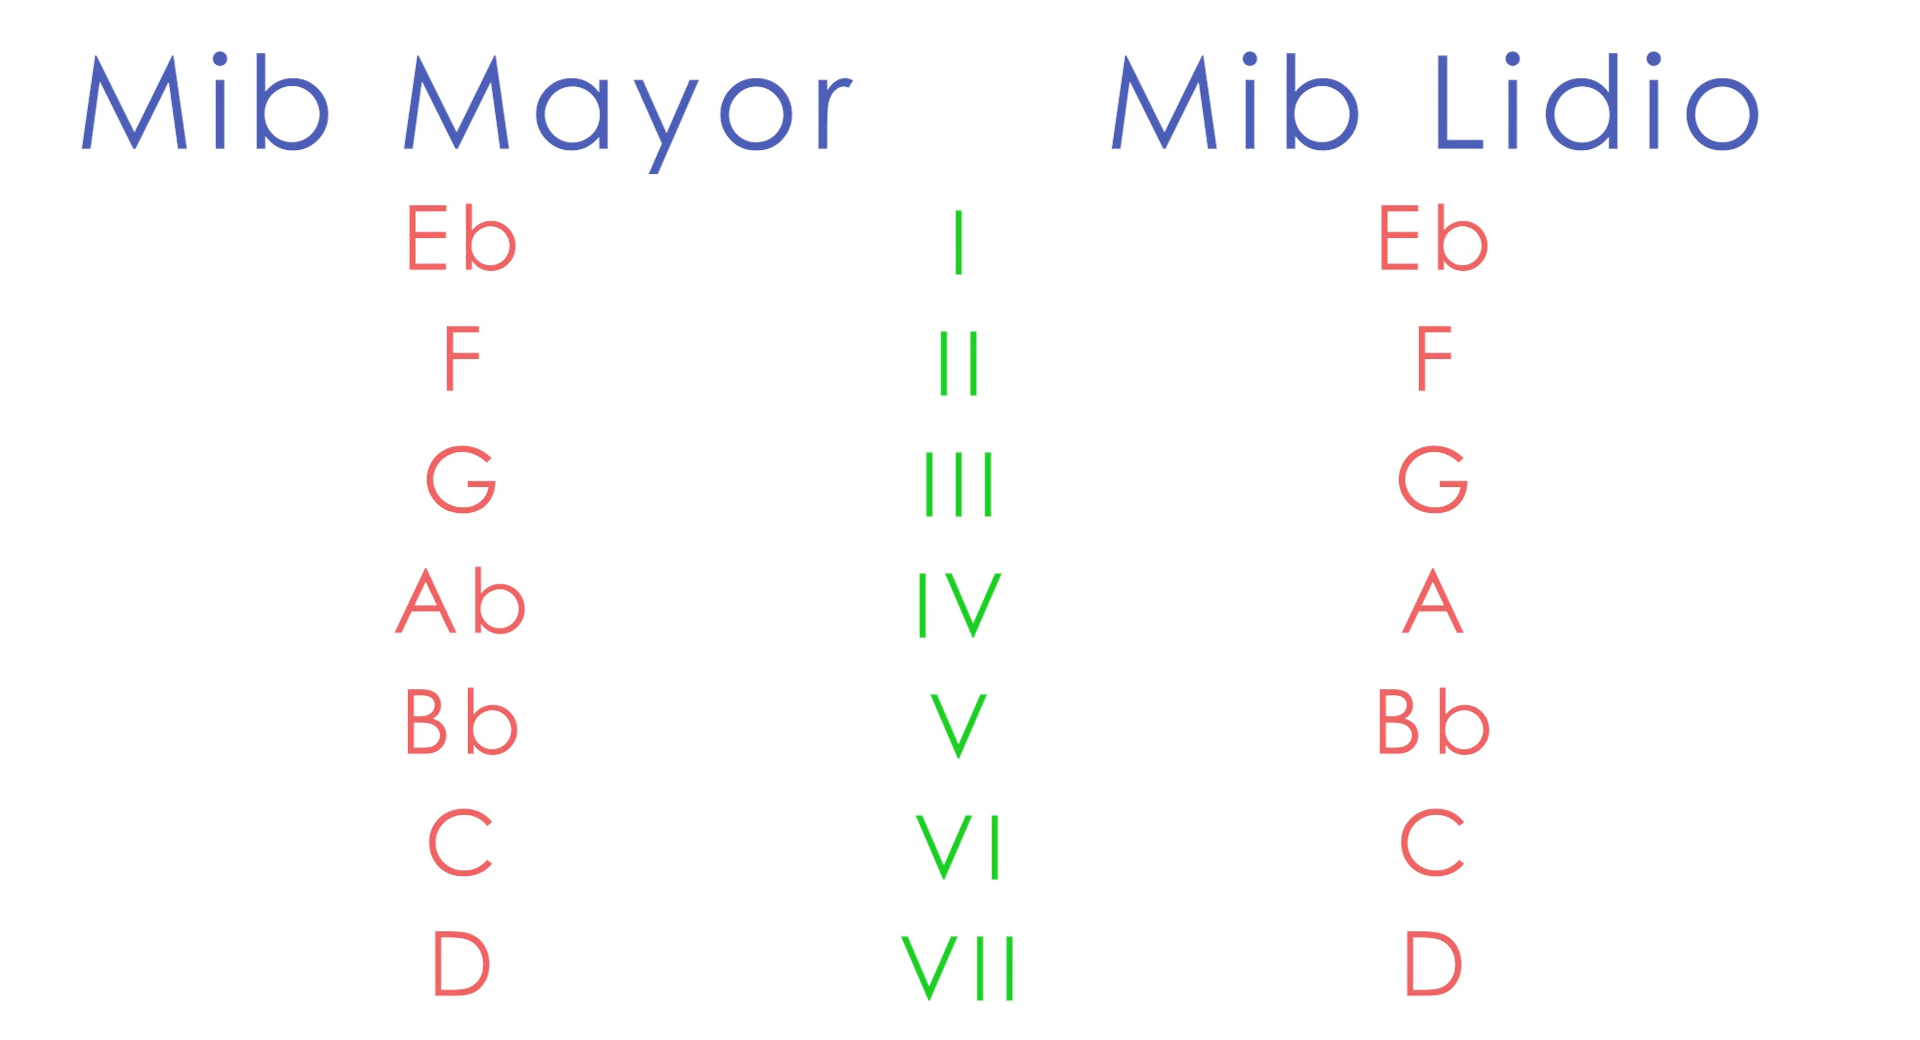 Mib Mayor Mib Lidio
Eb I Eb
F II F
G III G
Ab IV A
Bb V Bb
C VI C
D VII D